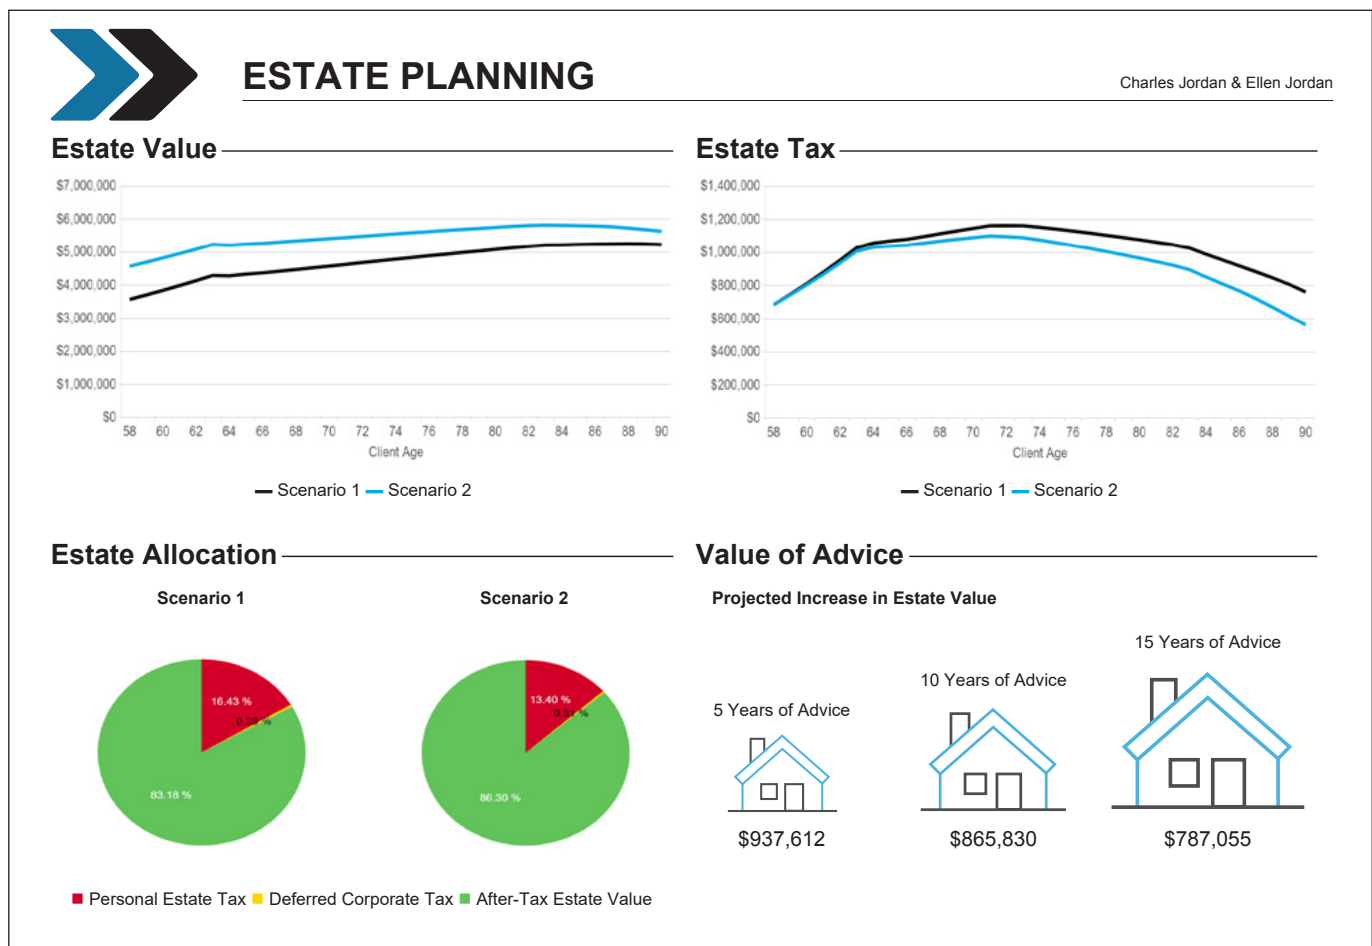 ESTATE PLANNING
Charles Jordan & Ellen Jordan
Estate Value
$7,000,000
$6,000,000
$5,000,000
$4,000,000
$3,000,000
$2,000,000
$1,000,000
$0
58 60 62 64 66 68 70 72 74 76 78 80 82 84 86 88 90
Client Age
Scenario 1 Scenario 2
Estate Tax
$1,400,000
$1,200,000
$1,000,000
$800,000
$600,000
$400,000
$200,000
$0
58 60 62 64 66 68 70 72 74 76 78 80 82 84 86 88 90
Client Age
Scenario 1 Scenario 2
Estate Allocation
Scenario 1
16.43 %
0.39 %
83.18 %
Scenario 2
13.40 %
0.31 %
86.30 %
Personal Estate Tax Deferred Corporate Tax After-Tax Estate Value
Value of Advice
Projected Increase in Estate Value
5 Years of Advice
$937,612
10 Years of Advice
$865,830
15 Years of Advice
$787,055